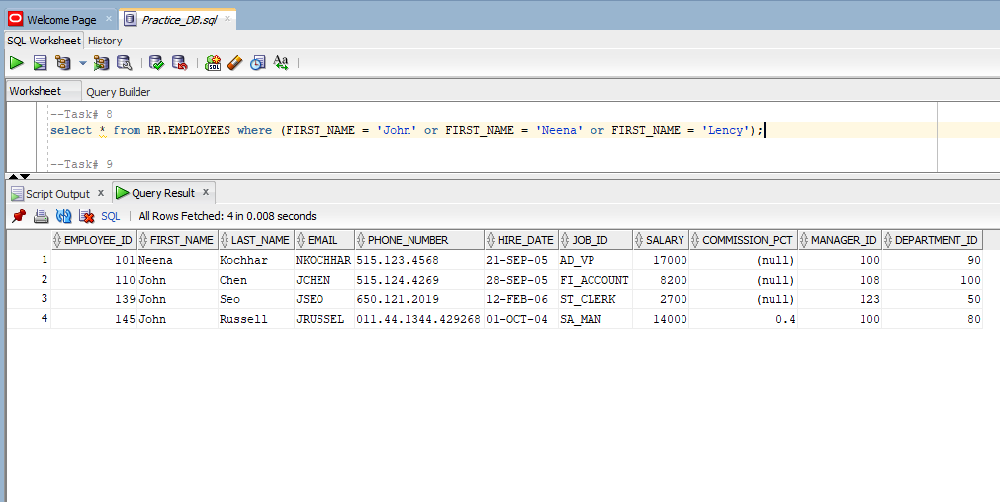 Welcome Page × Practice_DB.sql ×
SQL Worksheet History
SQL Aa
Worksheet Query Builder
--Task# 8
select * from HR.EMPLOYEES where (FIRST_NAME = 'John' or FIRST_NAME = 'Neena' or FIRST_NAME = 'Lency');
--Task# 9
Script Output × Query Result ×
SQL | All Rows Fetched: 4 in 0.008 seconds
EMPLOYEE_ID FIRST_NAME LAST_NAME EMAIL PHONE_NUMBER HIRE_DATE JOB_ID SALARY COMMISSION_PCT MANAGER_ID DEPARTMENT_ID
1 101 Neena Kochhar NKOCHHAR 515.123.4568 21-SEP-05 AD_VP 17000 (null) 100 90
2 110 John Chen JCHEN 515.124.4269 28-SEP-05 FI_ACCOUNT 8200 (null) 108 100
3 139 John Seo JSEO 650.121.2019 12-FEB-06 ST_CLERK 2700 (null) 123 50
4 145 John Russell JRUSSEL 011.44.1344.429268 01-OCT-04 SA_MAN 14000 0.4 100 80